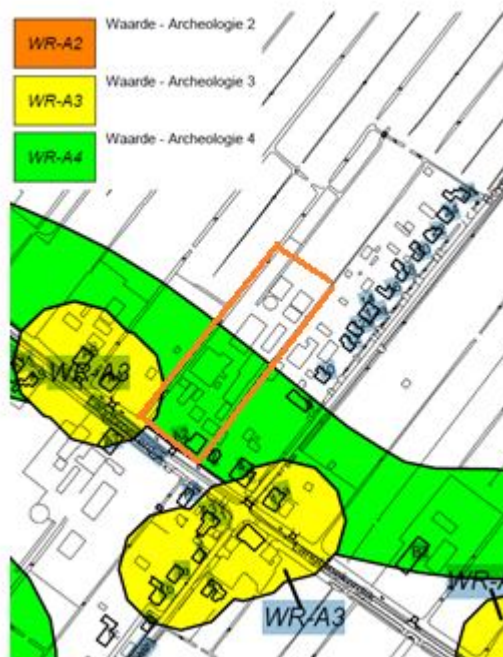 WR-A2 Waarde - Archeologie 2
WR-A3 Waarde - Archeologie 3
WR-A4 Waarde - Archeologie 4
WR-A3
WR-A3